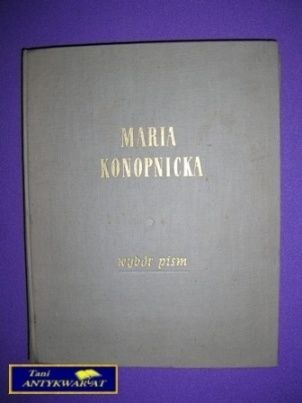 MARIA
KONOPNICKA
wybór pism
Tani
ANTYKWARIAT